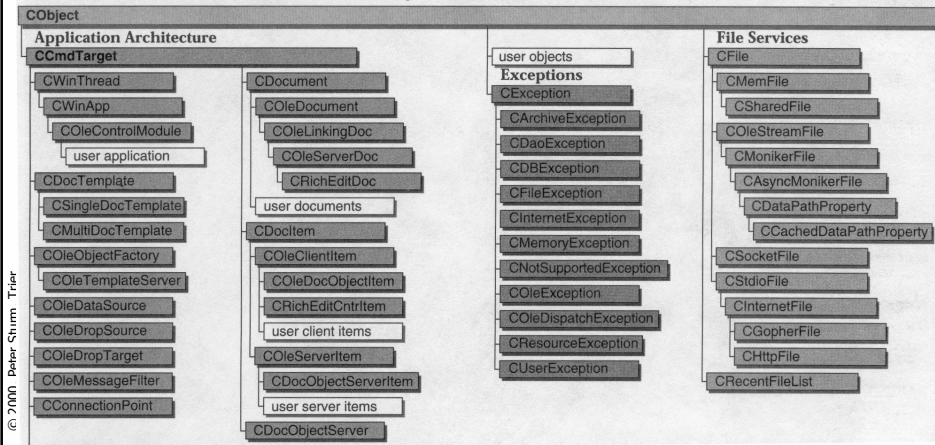 CObject
Application Architecture
CCmdTarget
CWinThread
CWinApp
COleControlModule
user application
CDocTemplate
CSingleDocTemplate
CMultiDocTemplate
COleObjectFactory
COleTemplateServer
COleDataSource
COleDropSource
COleDropTarget
COleMessageFilter
CConnectionPoint
CDocument
COleDocument
COleLinkingDoc
COleServerDoc
CRichEditDoc
user documents
CDocItem
COleClientItem
COleDocObjectItem
CRichEditCntrItem
user client items
COleServerItem
CDocObjectServerItem
user server items
CDocObjectServer
user objects
Exceptions
CException
CArchiveException
CDaoException
CDBException
CFileException
CInternetException
CMemoryException
CNotSupportedException
COleException
COleDispatchException
CResourceException
CUserException
File Services
CFile
CMemFile
CSharedFile
COleStreamFile
CMonikerFile
CAsyncMonikerFile
CDataPathProperty
CCachedDataPathProperty
CSocketFile
CStdioFile
CInternetFile
CGopherFile
CHttpFile
CRecentFileList
© 2000 Peter Sturm Trier